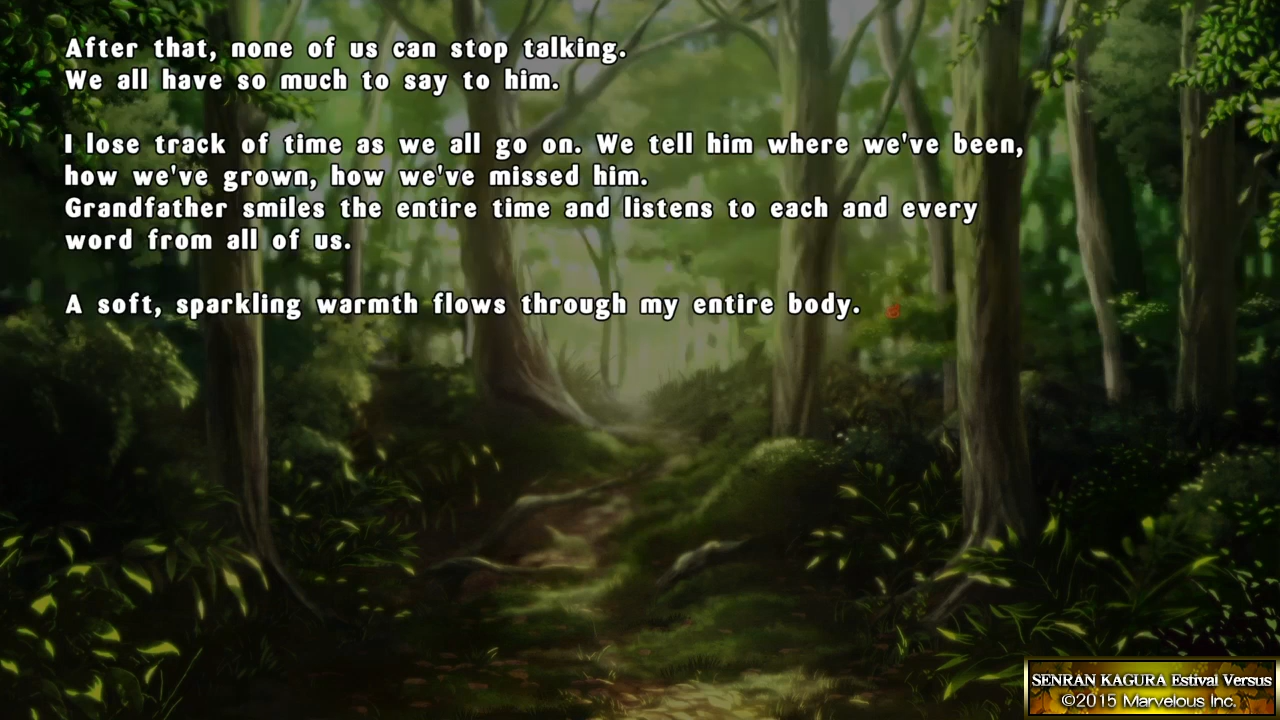 After that, none of us can stop talking.
We all have so much to say to him.
I lose track of time as we all go on. We tell him where we've been,
how we've grown, how we've missed him.
Grandfather smiles the entire time and listens to each and every
word from all of us.
A soft, sparkling warmth flows through my entire body.
SENRAN KAGURA Estival Versus
©2015 Marvelous Inc.